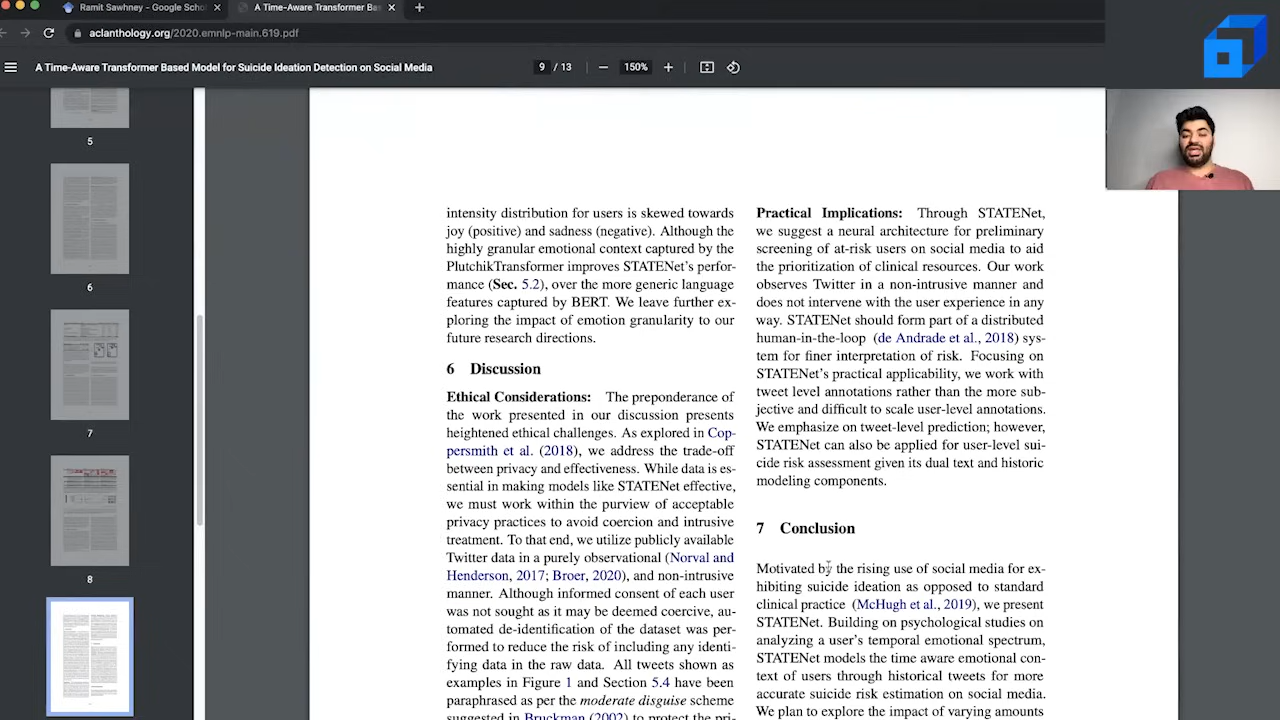 Ramit Sawhney - Google Schol
A Time-Aware Transformer Bas
aclanthology.org/2020.emnlp-main.619.pdf
A Time-Aware Transformer Based Model for Suicide Ideation Detection on Social Media
9 / 13
150%
5
6
7
8
intensity distribution for users is skewed towards
joy (positive) and sadness (negative). Although the
highly granular emotional context captured by the
PlutchikTransformer improves STATENet's perfor-
mance (Sec. 5.2), over the more generic language
features captured by BERT. We leave further ex-
ploring the impact of emotion granularity to our
future research directions.
6 Discussion
Ethical Considerations: The preponderance of
the work presented in our discussion presents
heightened ethical challenges. As explored in Cop-
persmith et al. (2018), we address the trade-off
between privacy and effectiveness. While data is es-
sential in making models like STATENet effective,
we must work within the purview of acceptable
privacy practices to avoid coercion and intrusive
treatment. To that end, we utilize publicly available
Twitter data in a purely observational (Norval and
Henderson, 2017; Broer, 2020), and non-intrusive
manner. Although informed consent of each user
was not sought as it may be deemed coercive, au-
tomated de-identification of the dataset was per-
formed to reduce the risk of including any identi-
fying data in the raw data. All tweets shown as
examples in Figure 1 and Section 5.4 have been
paraphrased as per the moderate disguise scheme
suggested in Bruckman (2002) to protect the pri-
Practical Implications: Through STATENet,
we suggest a neural architecture for preliminary
screening of at-risk users on social media to aid
the prioritization of clinical resources. Our work
observes Twitter in a non-intrusive manner and
does not intervene with the user experience in any
way. STATENet should form part of a distributed
human-in-the-loop (de Andrade et al., 2018) sys-
tem for finer interpretation of risk. Focusing on
STATENet's practical applicability, we work with
tweet level annotations rather than the more sub-
jective and difficult to scale user-level annotations.
We emphasize on tweet-level prediction; however,
STATENet can also be applied for user-level sui-
cide risk assessment given its dual text and historic
modeling components.
7 Conclusion
Motivated by the rising use of social media for ex-
hibiting suicide ideation as opposed to standard
clinical practice (McHugh et al., 2019), we present
STATENet. Building on psychological studies on
analyzing a user's temporal emotional spectrum,
STATENet models the time aware emotional con-
text of users through historical tweets for more
accurate suicide risk estimation on social media.
We plan to explore the impact of varying amounts